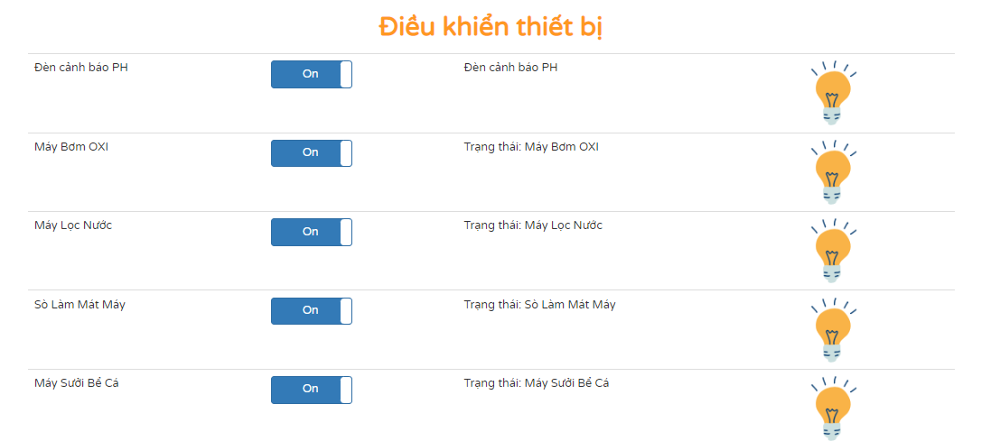 Điều khiển thiết bị
Đèn cảnh báo PH On Đèn cảnh báo PH
Máy Bơm OXI On Trạng thái: Máy Bơm OXI
Máy Lọc Nước On Trạng thái: Máy Lọc Nước
Sò Làm Mát Máy On Trạng thái: Sò Làm Mát Máy
Máy Sưởi Bể Cá On Trạng thái: Máy Sưởi Bể Cá